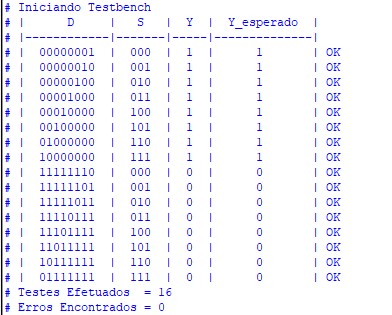 # Iniciando Testbench
# |      D     |   S   |  Y  |  Y_esperado  |
# |------------|-------|-----|--------------|
# |  00000001  |  000  |  1  |      1       | OK
# |  00000010  |  001  |  1  |      1       | OK
# |  00000100  |  010  |  1  |      1       | OK
# |  00001000  |  011  |  1  |      1       | OK
# |  00010000  |  100  |  1  |      1       | OK
# |  00100000  |  101  |  1  |      1       | OK
# |  01000000  |  110  |  1  |      1       | OK
# |  10000000  |  111  |  1  |      1       | OK
# |  11111110  |  000  |  0  |      0       | OK
# |  11111101  |  001  |  0  |      0       | OK
# |  11111011  |  010  |  0  |      0       | OK
# |  11110111  |  011  |  0  |      0       | OK
# |  11101111  |  100  |  0  |      0       | OK
# |  11011111  |  101  |  0  |      0       | OK
# |  10111111  |  110  |  0  |      0       | OK
# |  01111111  |  111  |  0  |      0       | OK
# Testes Efetuados  = 16
# Erros Encontrados = 0